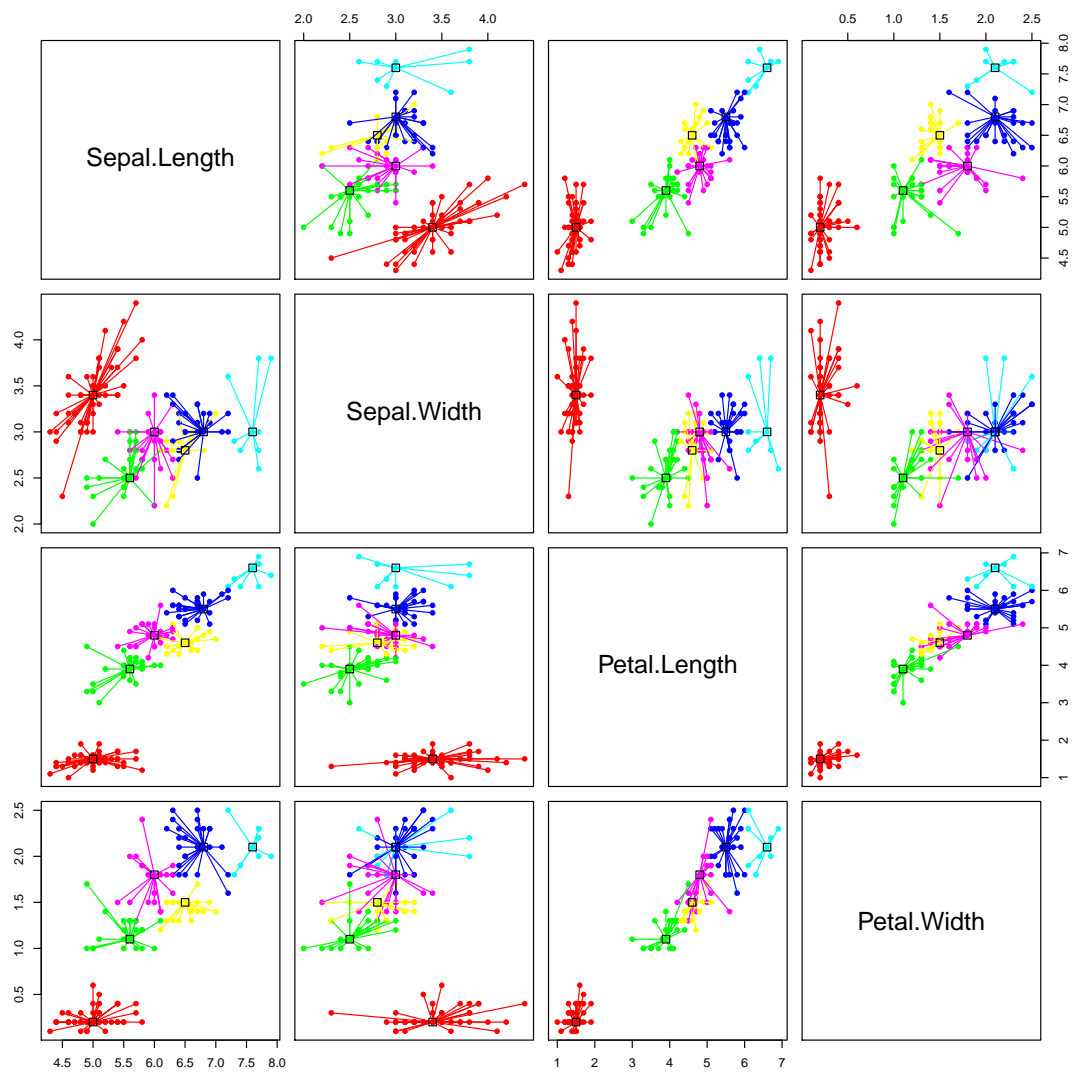 2.0 2.5 3.0 3.5 4.0 0.5 1.5 2.0 2.5
Sepal.Length
4.5 5.0 5.5 6.0 6.5 7.0 7.5 8.0
2.0 2.5 3.0 3.5 4.0
Sepal.Width
Petal.Length
1 2 3 4 5 6 7
0.5 1.0 1.5 2.0 2.5
Petal.Width
4.5 5.0 5.5 6.0 6.5 7.0 7.5 8.0 1 2 3 4 5 6 7